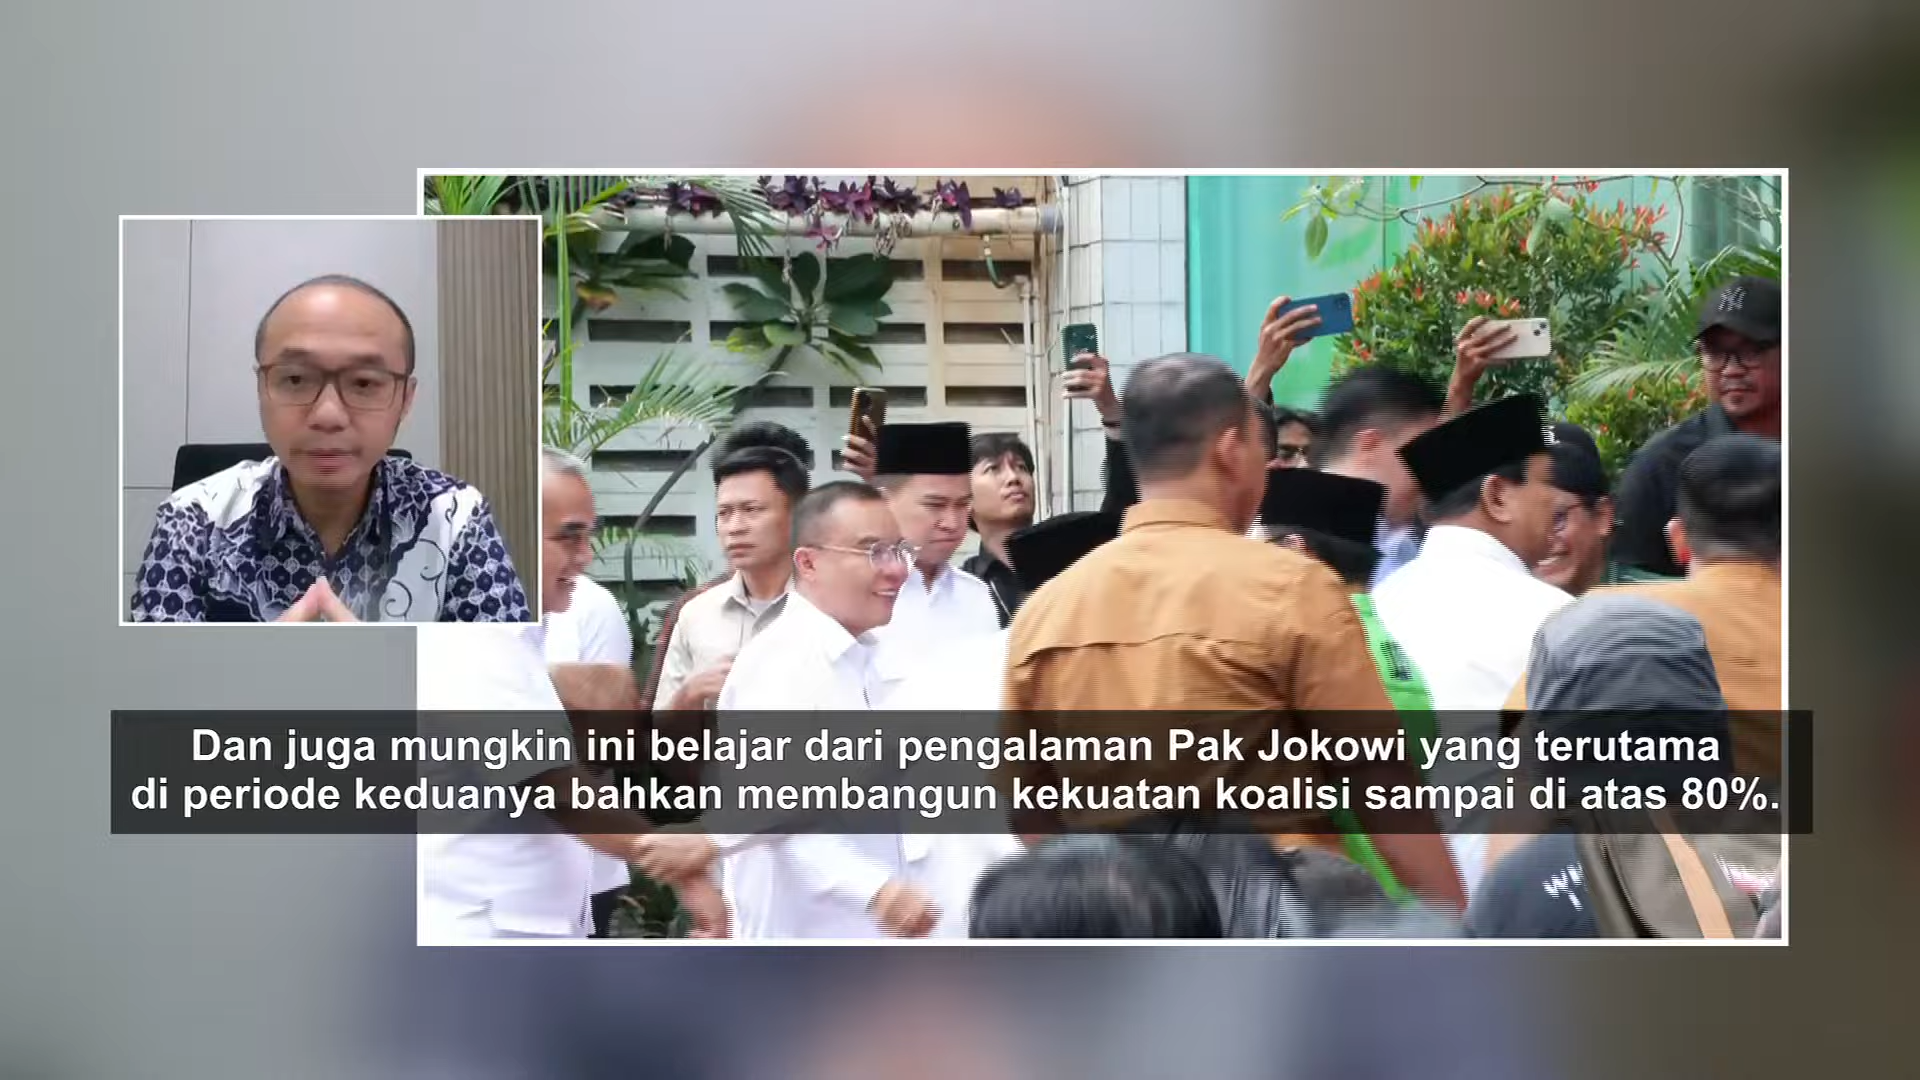 NY
Dan juga mungkin ini belajar dari pengalaman Pak Jokowi yang terutama
di periode keduanya bahkan membangun kekuatan koalisi sampai di atas 80%.